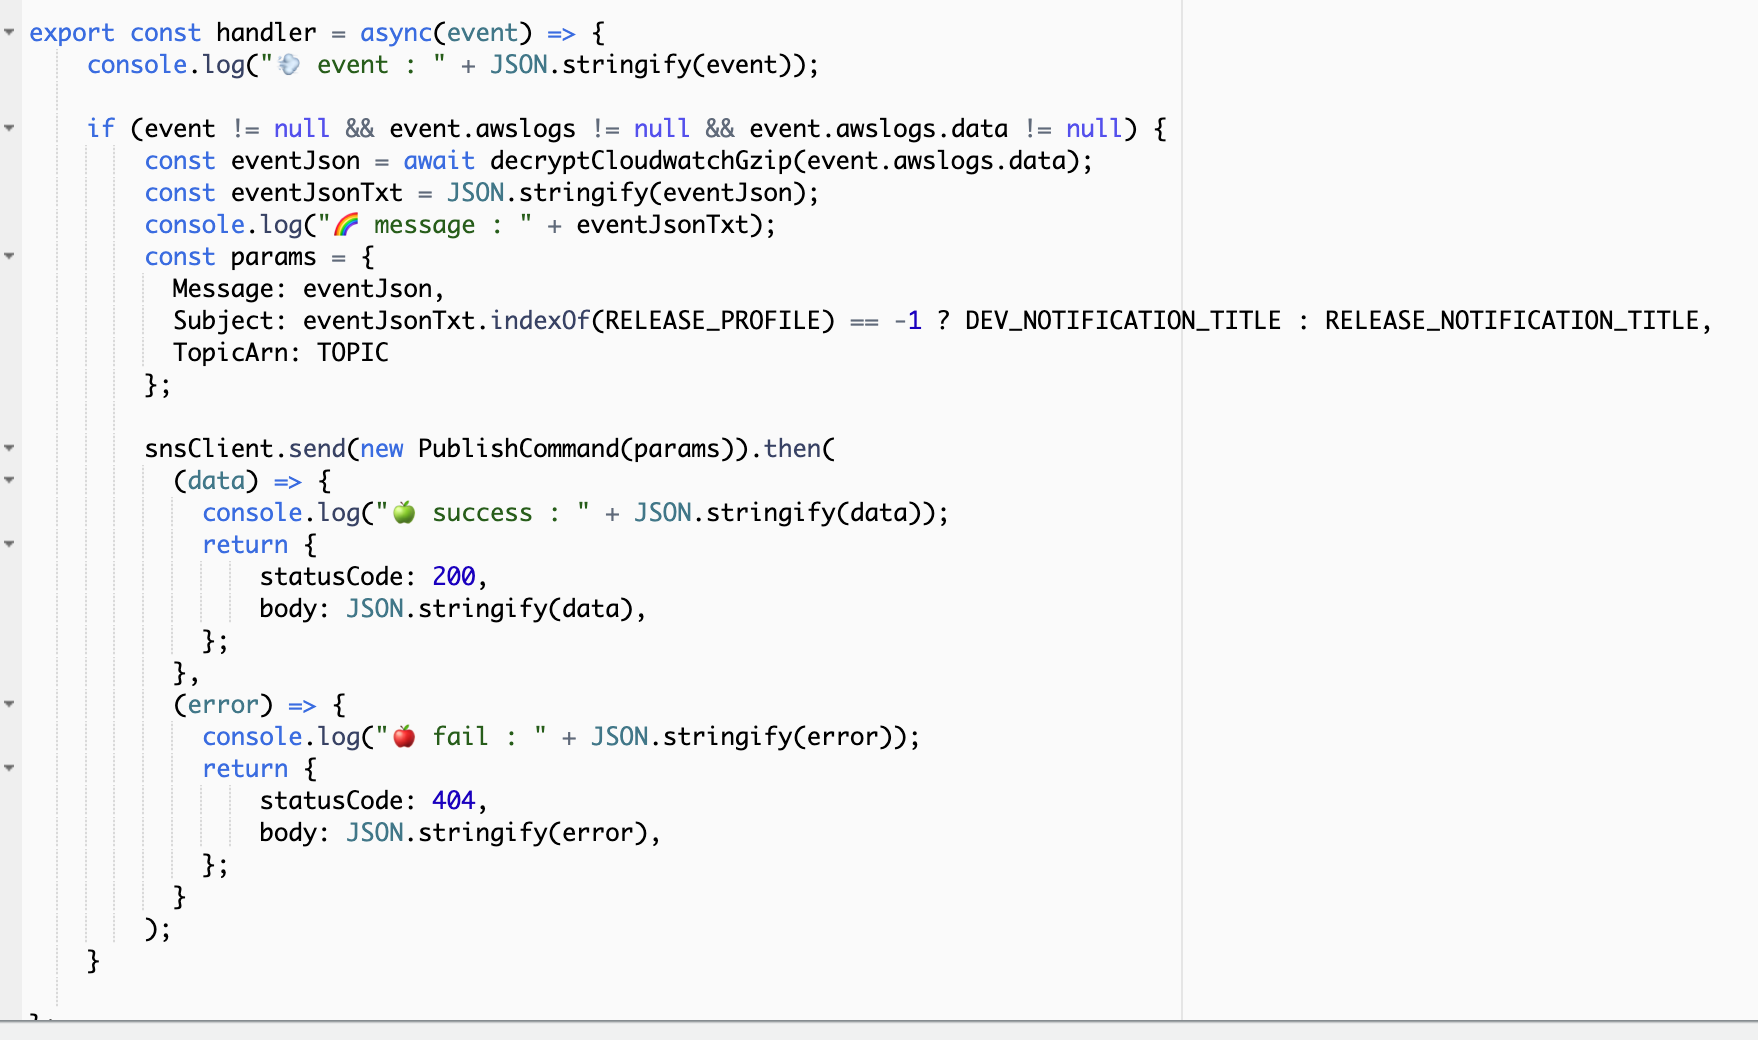 export const handler = async(event) => {
    console.log("💨 event : " + JSON.stringify(event));
    if (event != null && event.awslogs != null && event.awslogs.data != null) {
        const eventJson = await decryptCloudwatchGzip(event.awslogs.data);
        const eventJsonTxt = JSON.stringify(eventJson);
        console.log("🌈 message : " + eventJsonTxt);
        const params = {
          Message: eventJson,
          Subject: eventJsonTxt.indexOf(RELEASE_PROFILE) == -1 ? DEV_NOTIFICATION_TITLE : RELEASE_NOTIFICATION_TITLE,
          TopicArn: TOPIC
        };
        snsClient.send(new PublishCommand(params)).then(
          (data) => {
            console.log("🍏 success : " + JSON.stringify(data));
            return {
                statusCode: 200,
                body: JSON.stringify(data),
            };
          },
          (error) => {
            console.log("🍎 fail : " + JSON.stringify(error));
            return {
                statusCode: 404,
                body: JSON.stringify(error),
            };
          }
        );
    }
};